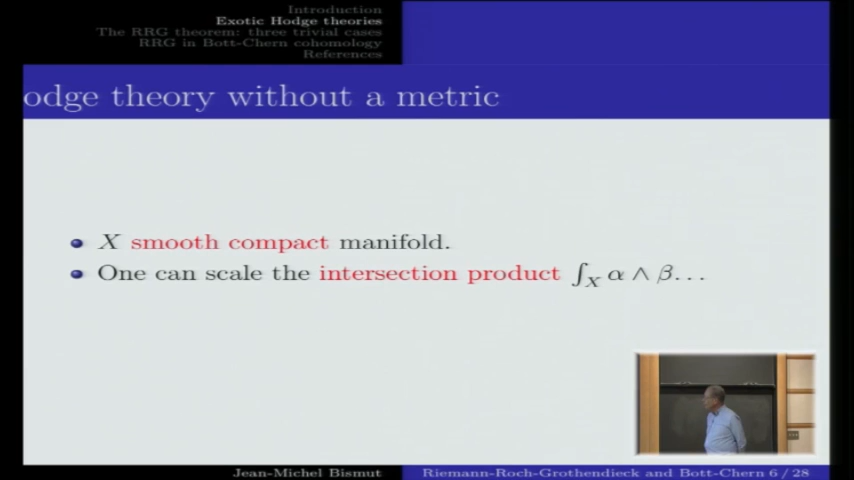 Introduction
Exotic Hodge theories
The RRG theorem: three trivial cases
RRG in Bott-Chern cohomology
References
odge theory without a metric
X smooth compact manifold.
One can scale the intersection product ∫_X α ∧ β...
Jean-Michel Bismut
Riemann-Roch-Grothendieck and Bott-Chern 6 / 28